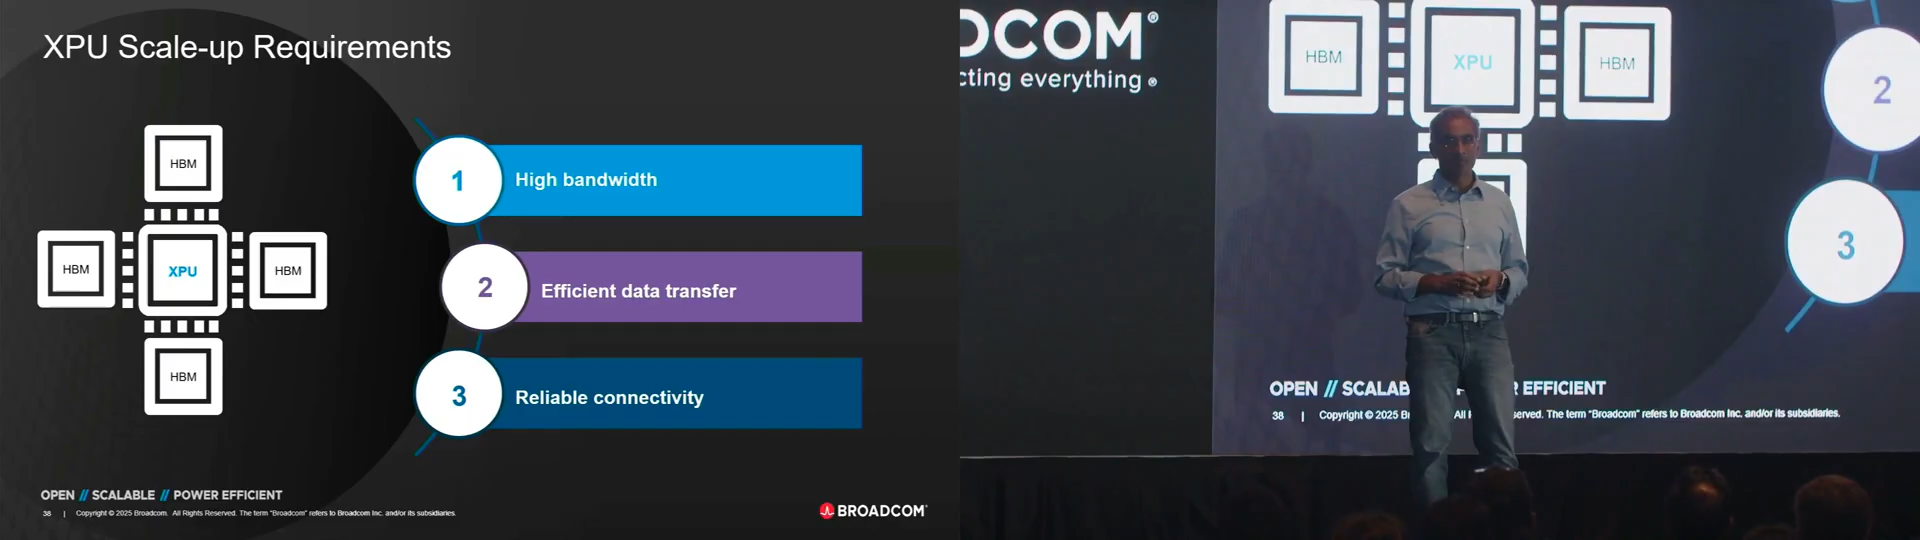 XPU Scale-up Requirements
HBM
HBM
XPU
HBM
HBM
1
High bandwidth
2
Efficient data transfer
3
Reliable connectivity
OPEN // SCALABLE // POWER EFFICIENT
38 | Copyright © 2025 Broadcom. All Rights Reserved. The term “Broadcom” refers to Broadcom Inc. and/or its subsidiaries.
BROADCOM®
DCOM®
cting everything®
HBM
XPU
HBM
2
3
OPEN // SCALAB R EFFICIENT
38 | Copyright © 2025 Br All served. The term “Broadcom” refers to Broadcom Inc. and/or its subsidiaries.